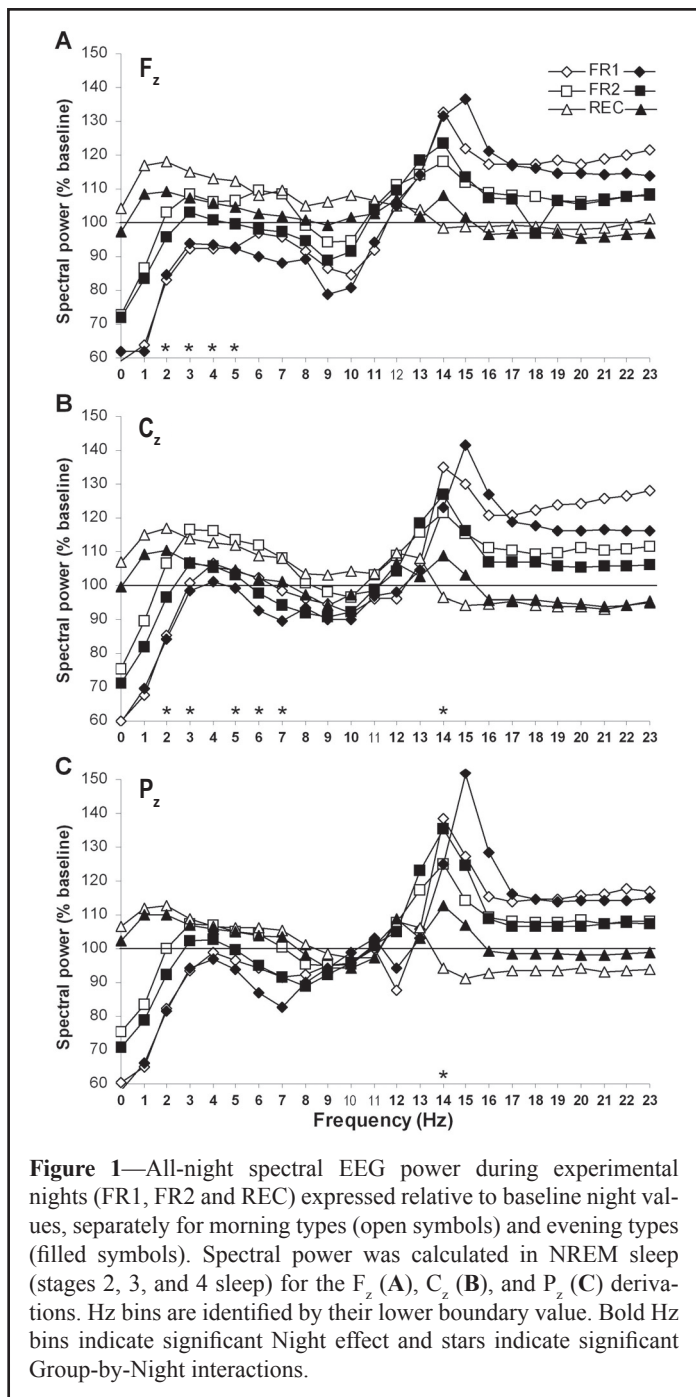 A
F_z
FR1
FR2
REC
Spectral power (% baseline)
150
140
130
120
110
100
90
80
70
60
* * * *
0 1 2 3 4 5 6 7 8 9 10 11 12 13 14 15 16 17 18 19 20 21 22 23
B
C_z
Spectral power (% baseline)
150
140
130
120
110
100
90
80
70
60
* * * * * *
0 1 2 3 4 5 6 7 8 9 10 11 12 13 14 15 16 17 18 19 20 21 22 23
C
P_z
Spectral power (% baseline)
150
140
130
120
110
100
90
80
70
60
*
0 1 2 3 4 5 6 7 8 9 10 11 12 13 14 15 16 17 18 19 20 21 22 23
Frequency (Hz)
Figure 1—All-night spectral EEG power during experimental
nights (FR1, FR2 and REC) expressed relative to baseline night val-
ues, separately for morning types (open symbols) and evening types
(filled symbols). Spectral power was calculated in NREM sleep
(stages 2, 3, and 4 sleep) for the F_z (A), C_z (B), and P_z (C) deriva-
tions. Hz bins are identified by their lower boundary value. Bold Hz
bins indicate significant Night effect and stars indicate significant
Group-by-Night interactions.